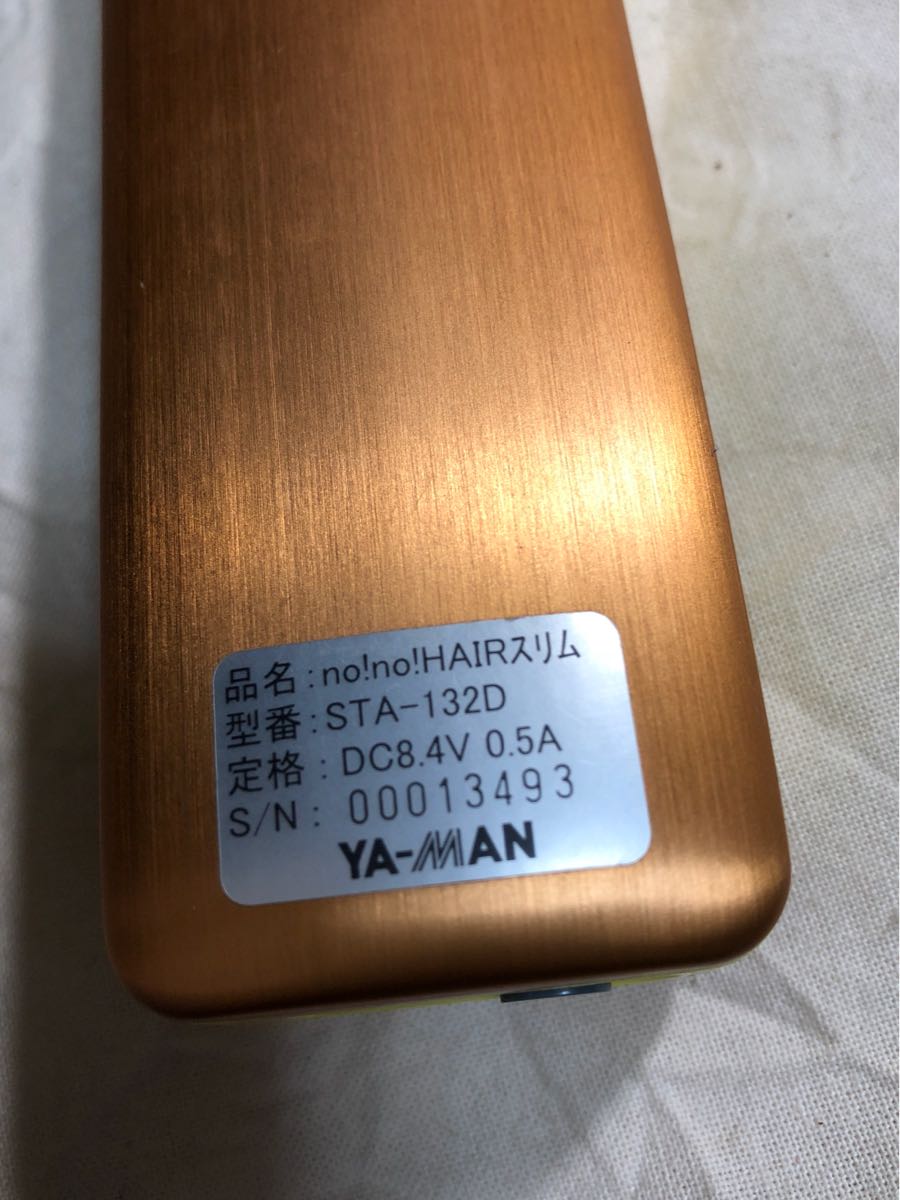 品名：no!no!HAIRスリム
型番：STA-132D
定格：DC8.4V 0.5A
S/N：00013493
YA-MAN